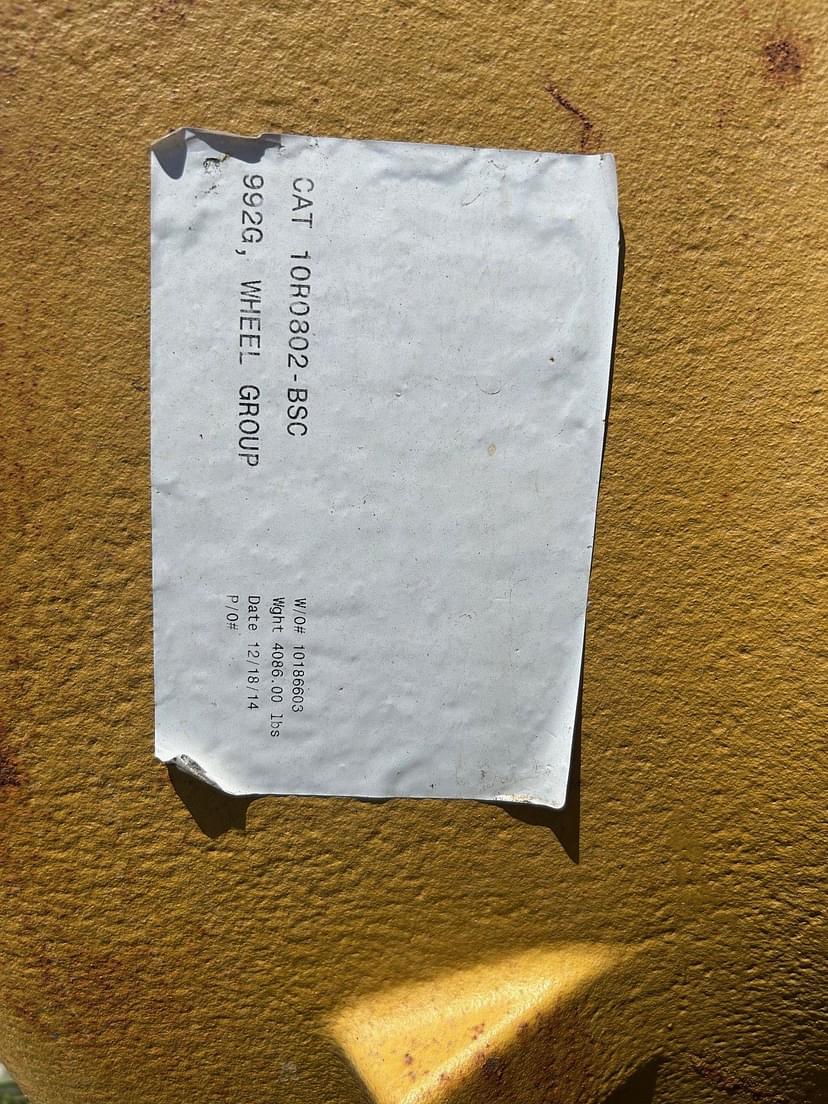 CAT 10R0802-BSC
992G, WHEEL GROUP
W/O# 10186603
Wght 4086.00 lbs
Date 12/18/14
P/O#